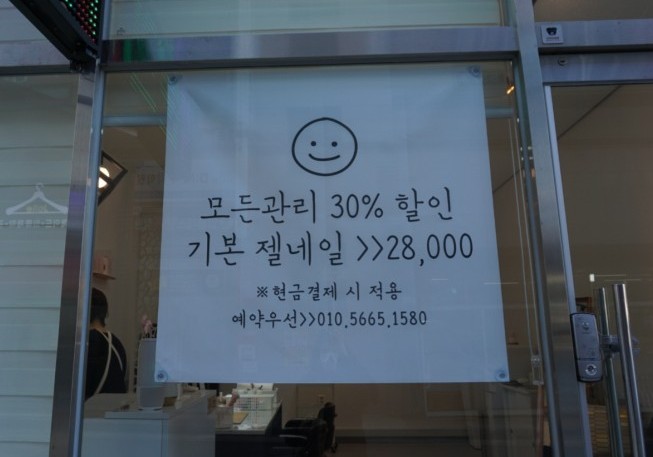 모든관리 30% 할인
기본 젤네일 >>28,000
※현금결제 시 적용
예약우선>>010.5665.1580